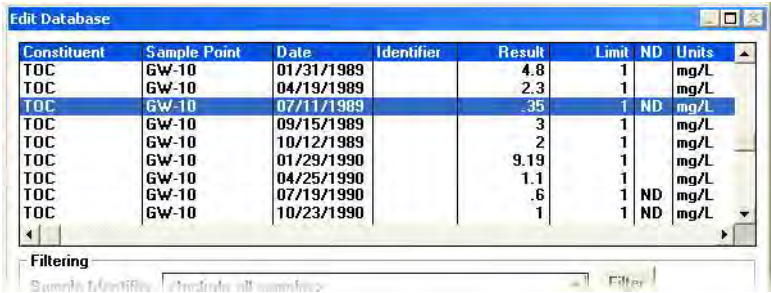 Edit Database
Constituent Sample Point Date Identifier Result Limit ND Units
TOC GW-10 01/31/1989 4.8 1 mg/L
TOC GW-10 04/19/1989 2.3 1 mg/L
TOC GW-10 07/11/1989 .35 1 ND mg/L
TOC GW-10 09/15/1989 3 1 mg/L
TOC GW-10 10/12/1989 2 1 mg/L
TOC GW-10 01/29/1990 9.19 1 mg/L
TOC GW-10 04/25/1990 1.1 1 mg/L
TOC GW-10 07/19/1990 .6 1 ND mg/L
TOC GW-10 10/23/1990 1 1 ND mg/L
Filtering
Sample Identifier <Include all samples> Filter